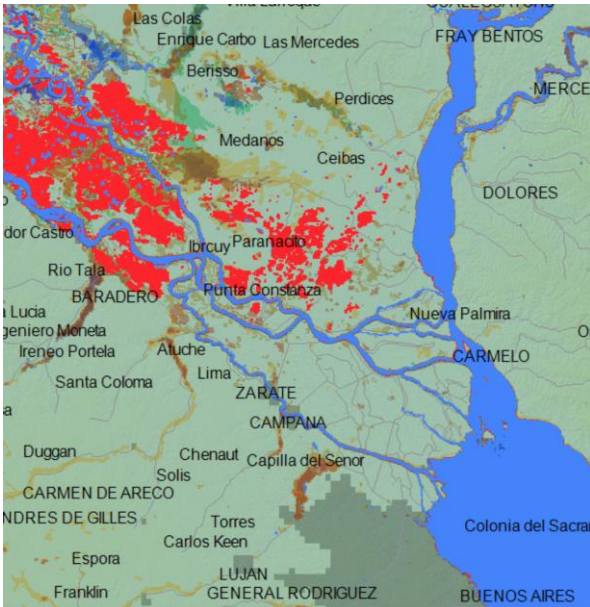 Las Colas
FRAY BENTOS
Enrique Carbo
Las Mercedes
Berisso
MERCE
Perdices
Medanos
Ceibas
DOLORES
dor Castro
Ibrcuy
Paranacito
Rio Tala
BARADERO
Punta Constanza
a Lucia
Nueva Palmira
geniero Moneta
Ireneo Portela
Atuche
CARMELO
Santa Coloma
Lima
ZARATE
CAMPANA
Duggan
Chenaut
Capilla del Senor
Solis
CARMEN DE ARECO
NDRES DE GILLES
Torres
Colonia del Sacra
Carlos Keen
Espora
LUJAN
Franklin
GENERAL RODRIGUEZ
BUENOS AIRES